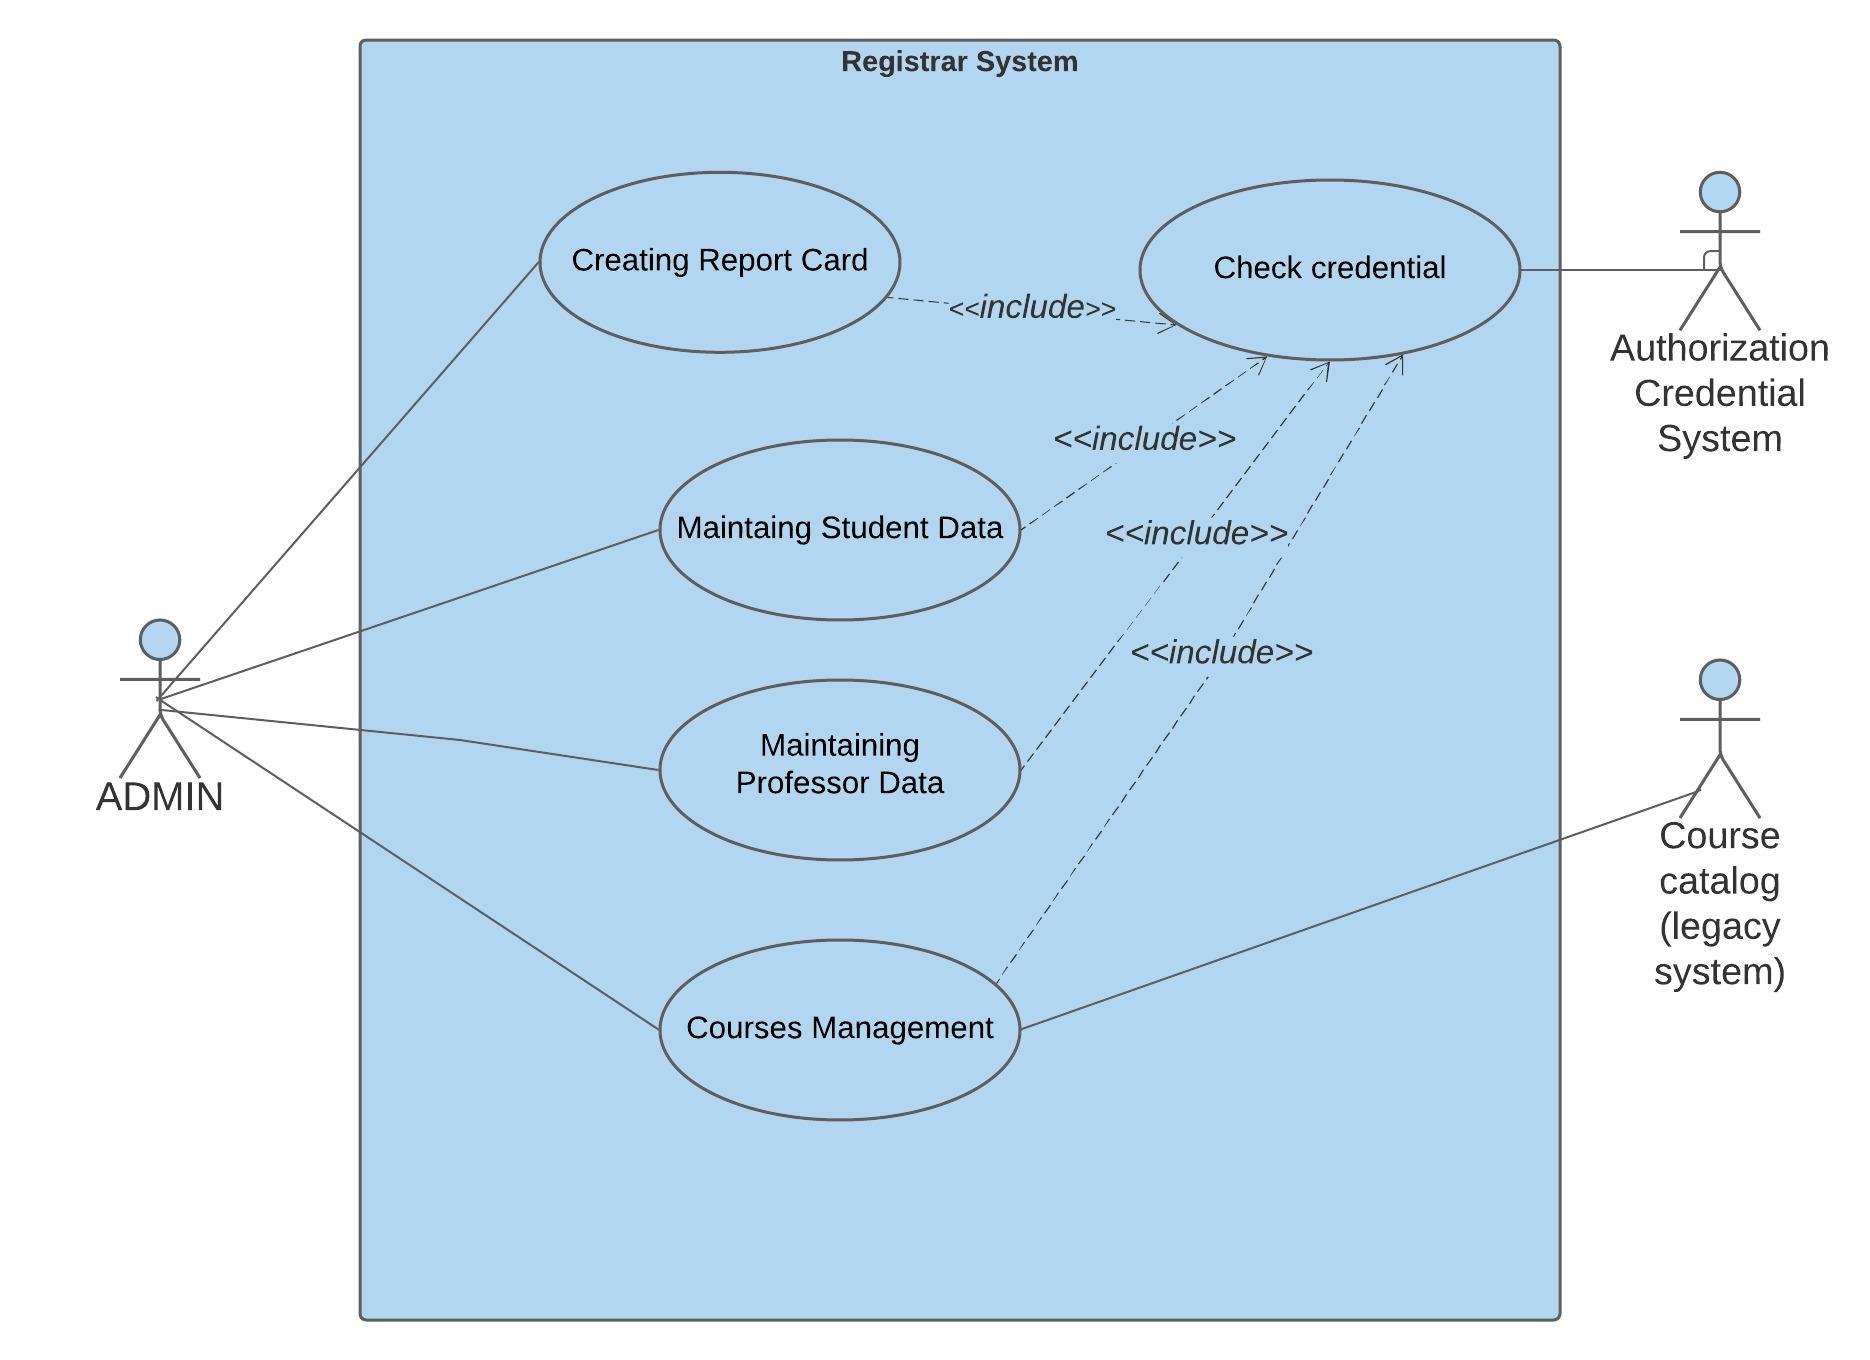 Registrar System
Creating Report Card
Check credential
<<include>>
Authorization
Credential
System
<<include>>
Maintaing Student Data
<<include>>
<<include>>
Maintaining
Professor Data
ADMIN
Course
catalog
(legacy
system)
Courses Management